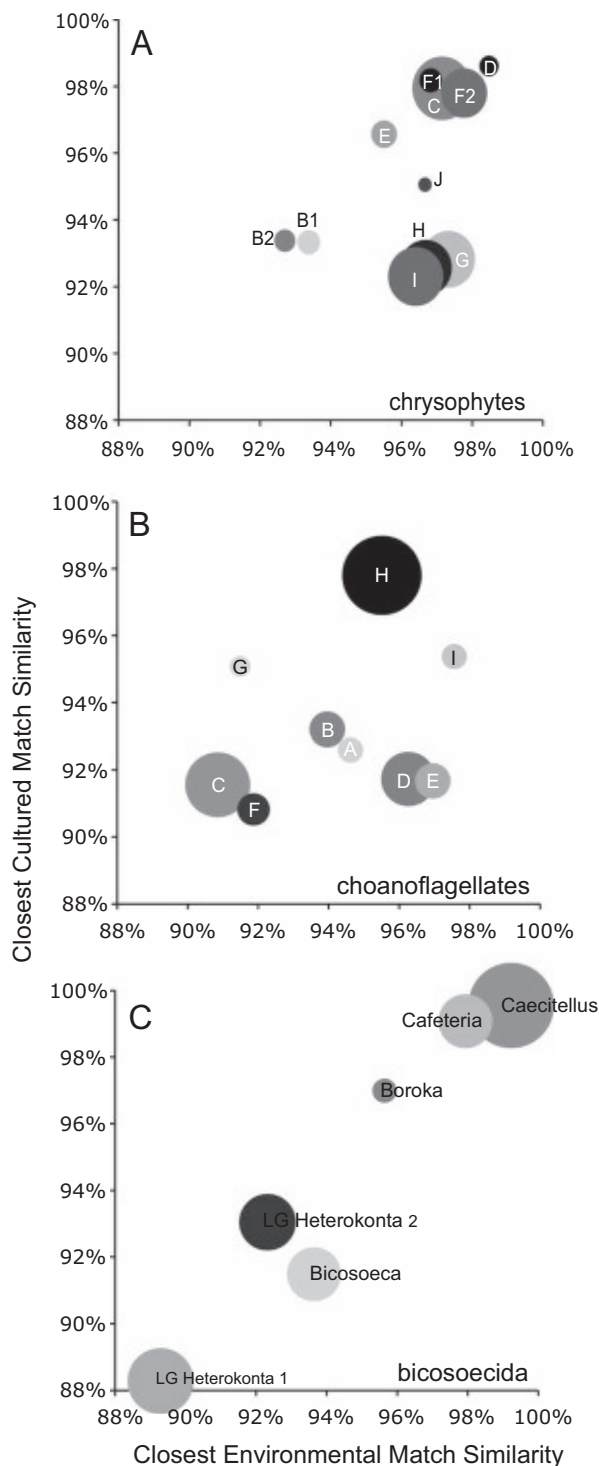 100%
A
D
F1
98%
F2
C
96%
E
J
94%
B1
B2
H
G
92%
I
90%
chrysophytes
88%
88% 90% 92% 94% 96% 98% 100%
100%
B
98%
H
96%
G
I
94%
B
A
92%
C
D
E
F
90%
choanoflagellates
88%
88% 90% 92% 94% 96% 98% 100%
Closest Cultured Match Similarity
100%
C
Caecitellus
Cafeteria
98%
Boroka
96%
94%
LG Heterokonta 2
92%
Bicosoeca
90%
LG Heterokonta 1
bicosoecida
88%
88% 90% 92% 94% 96% 98% 100%
Closest Environmental Match Similarity